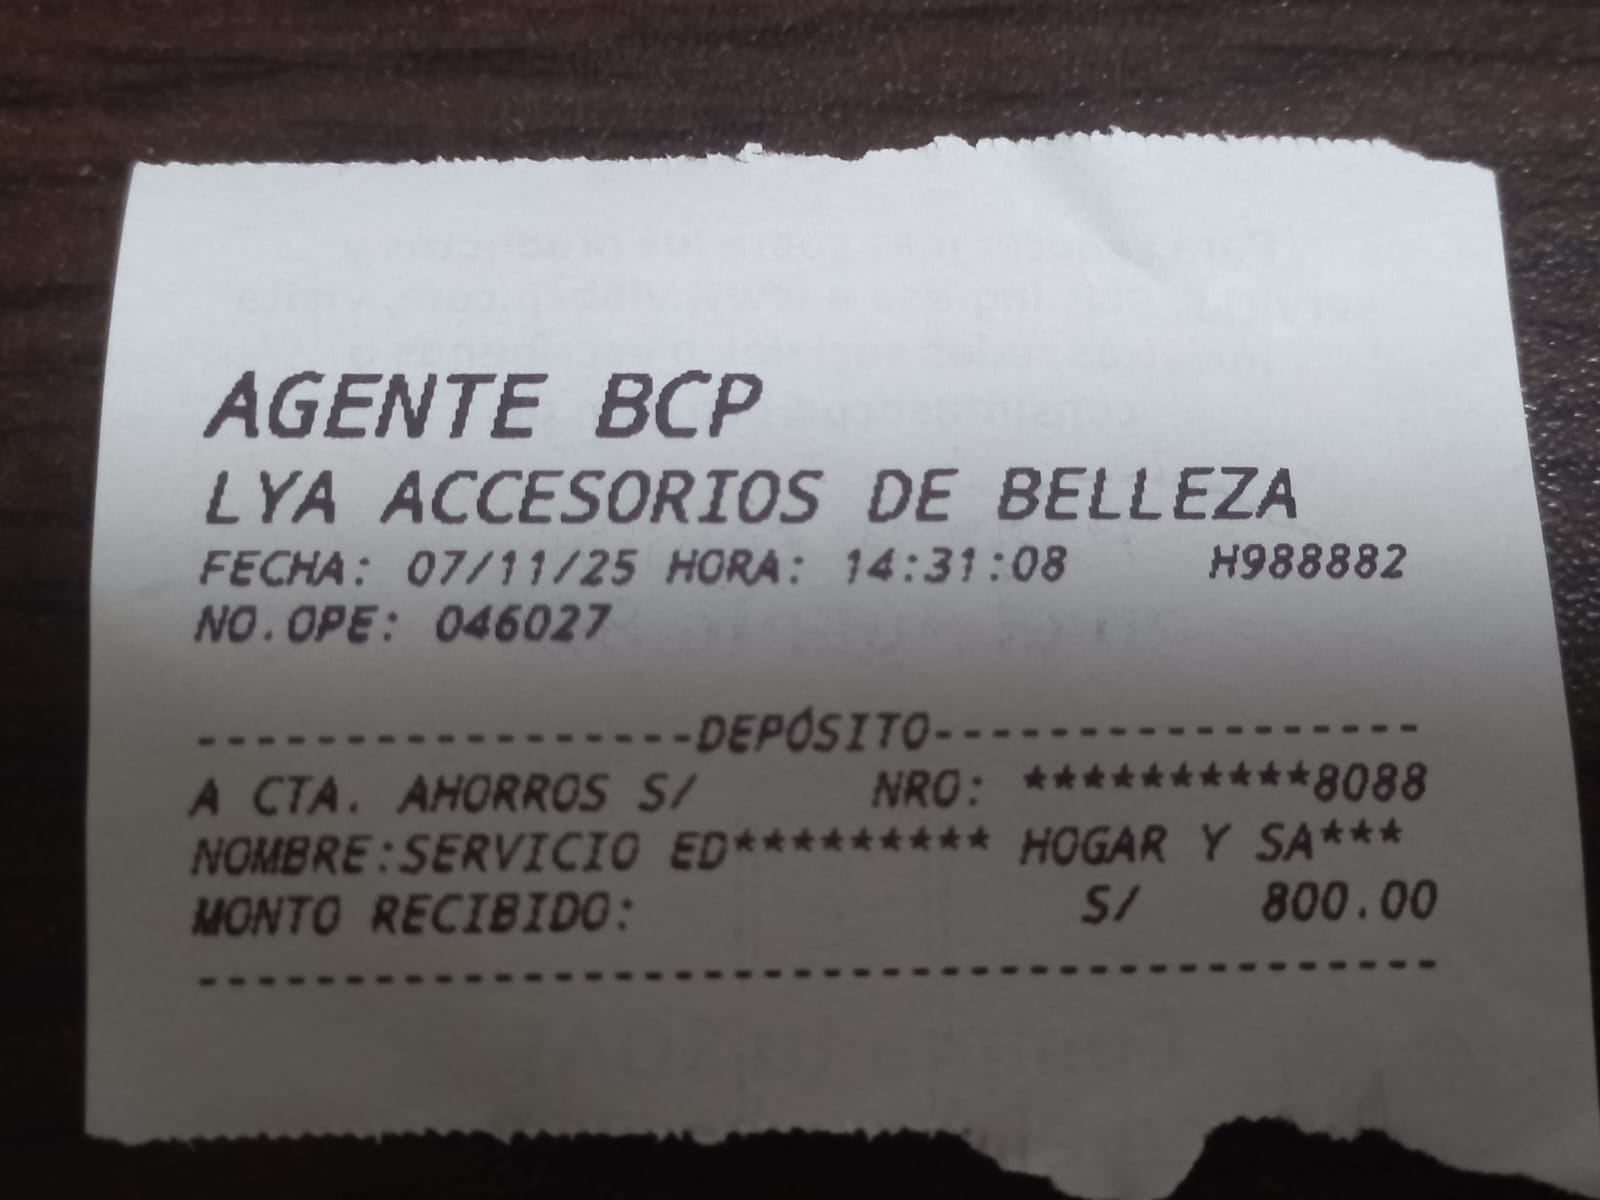 AGENTE BCP
LYA ACCESORIOS DE BELLEZA
FECHA: 07/11/25 HORA: 14:31:08 H988882
NO.OPE: 046027
------------------DEPÓSITO----------------
A CTA. AHORROS S/ NRO: **********8088
NOMBRE:SERVICIO ED********* HOGAR Y SA***
MONTO RECIBIDO: S/ 800.00
------------------------------------------